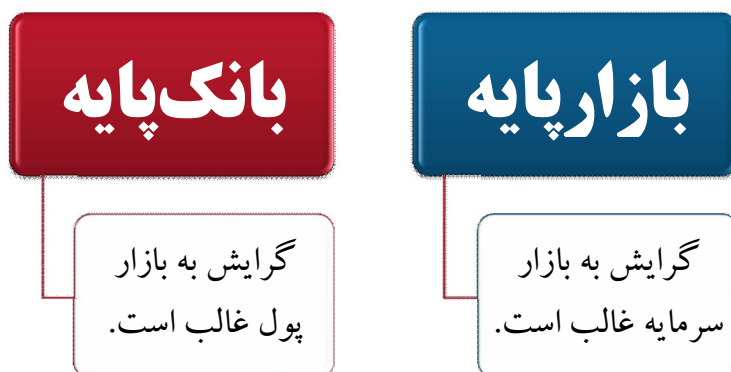 بازارپایه
گرایش به بازار
سرمایه غالب است.
بانک‌پایه
گرایش به بازار
پول غالب است.